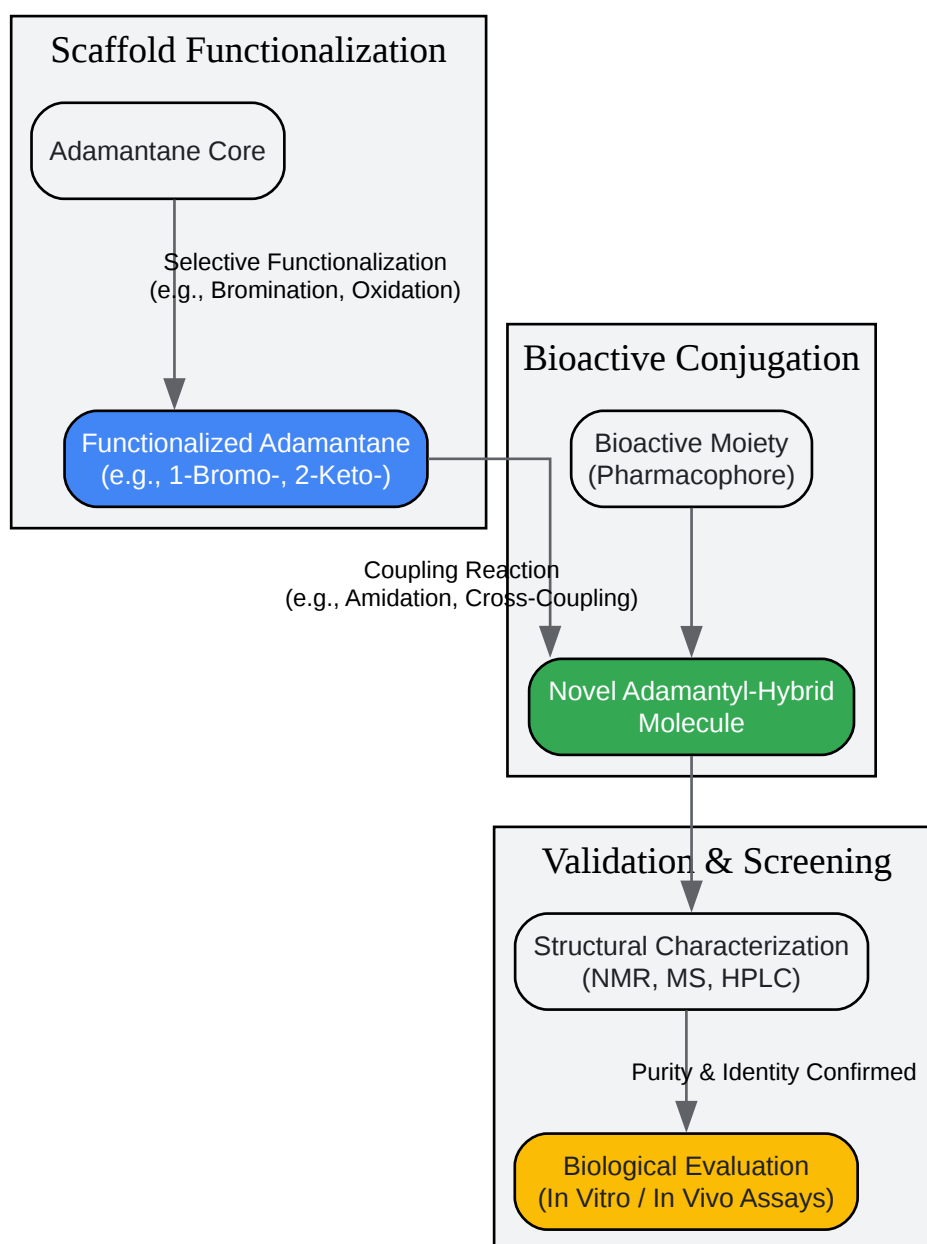 Scaffold Functionalization
Adamantane Core
Selective Functionalization
(e.g., Bromination, Oxidation)
Functionalized Adamantane
(e.g., 1-Bromo-, 2-Keto-)
Bioactive Conjugation
Bioactive Moiety
(Pharmacophore)
Coupling Reaction
(e.g., Amidation, Cross-Coupling)
Novel Adamantyl-Hybrid
Molecule
Validation & Screening
Structural Characterization
(NMR, MS, HPLC)
Purity & Identity Confirmed
Biological Evaluation
(In Vitro / In Vivo Assays)